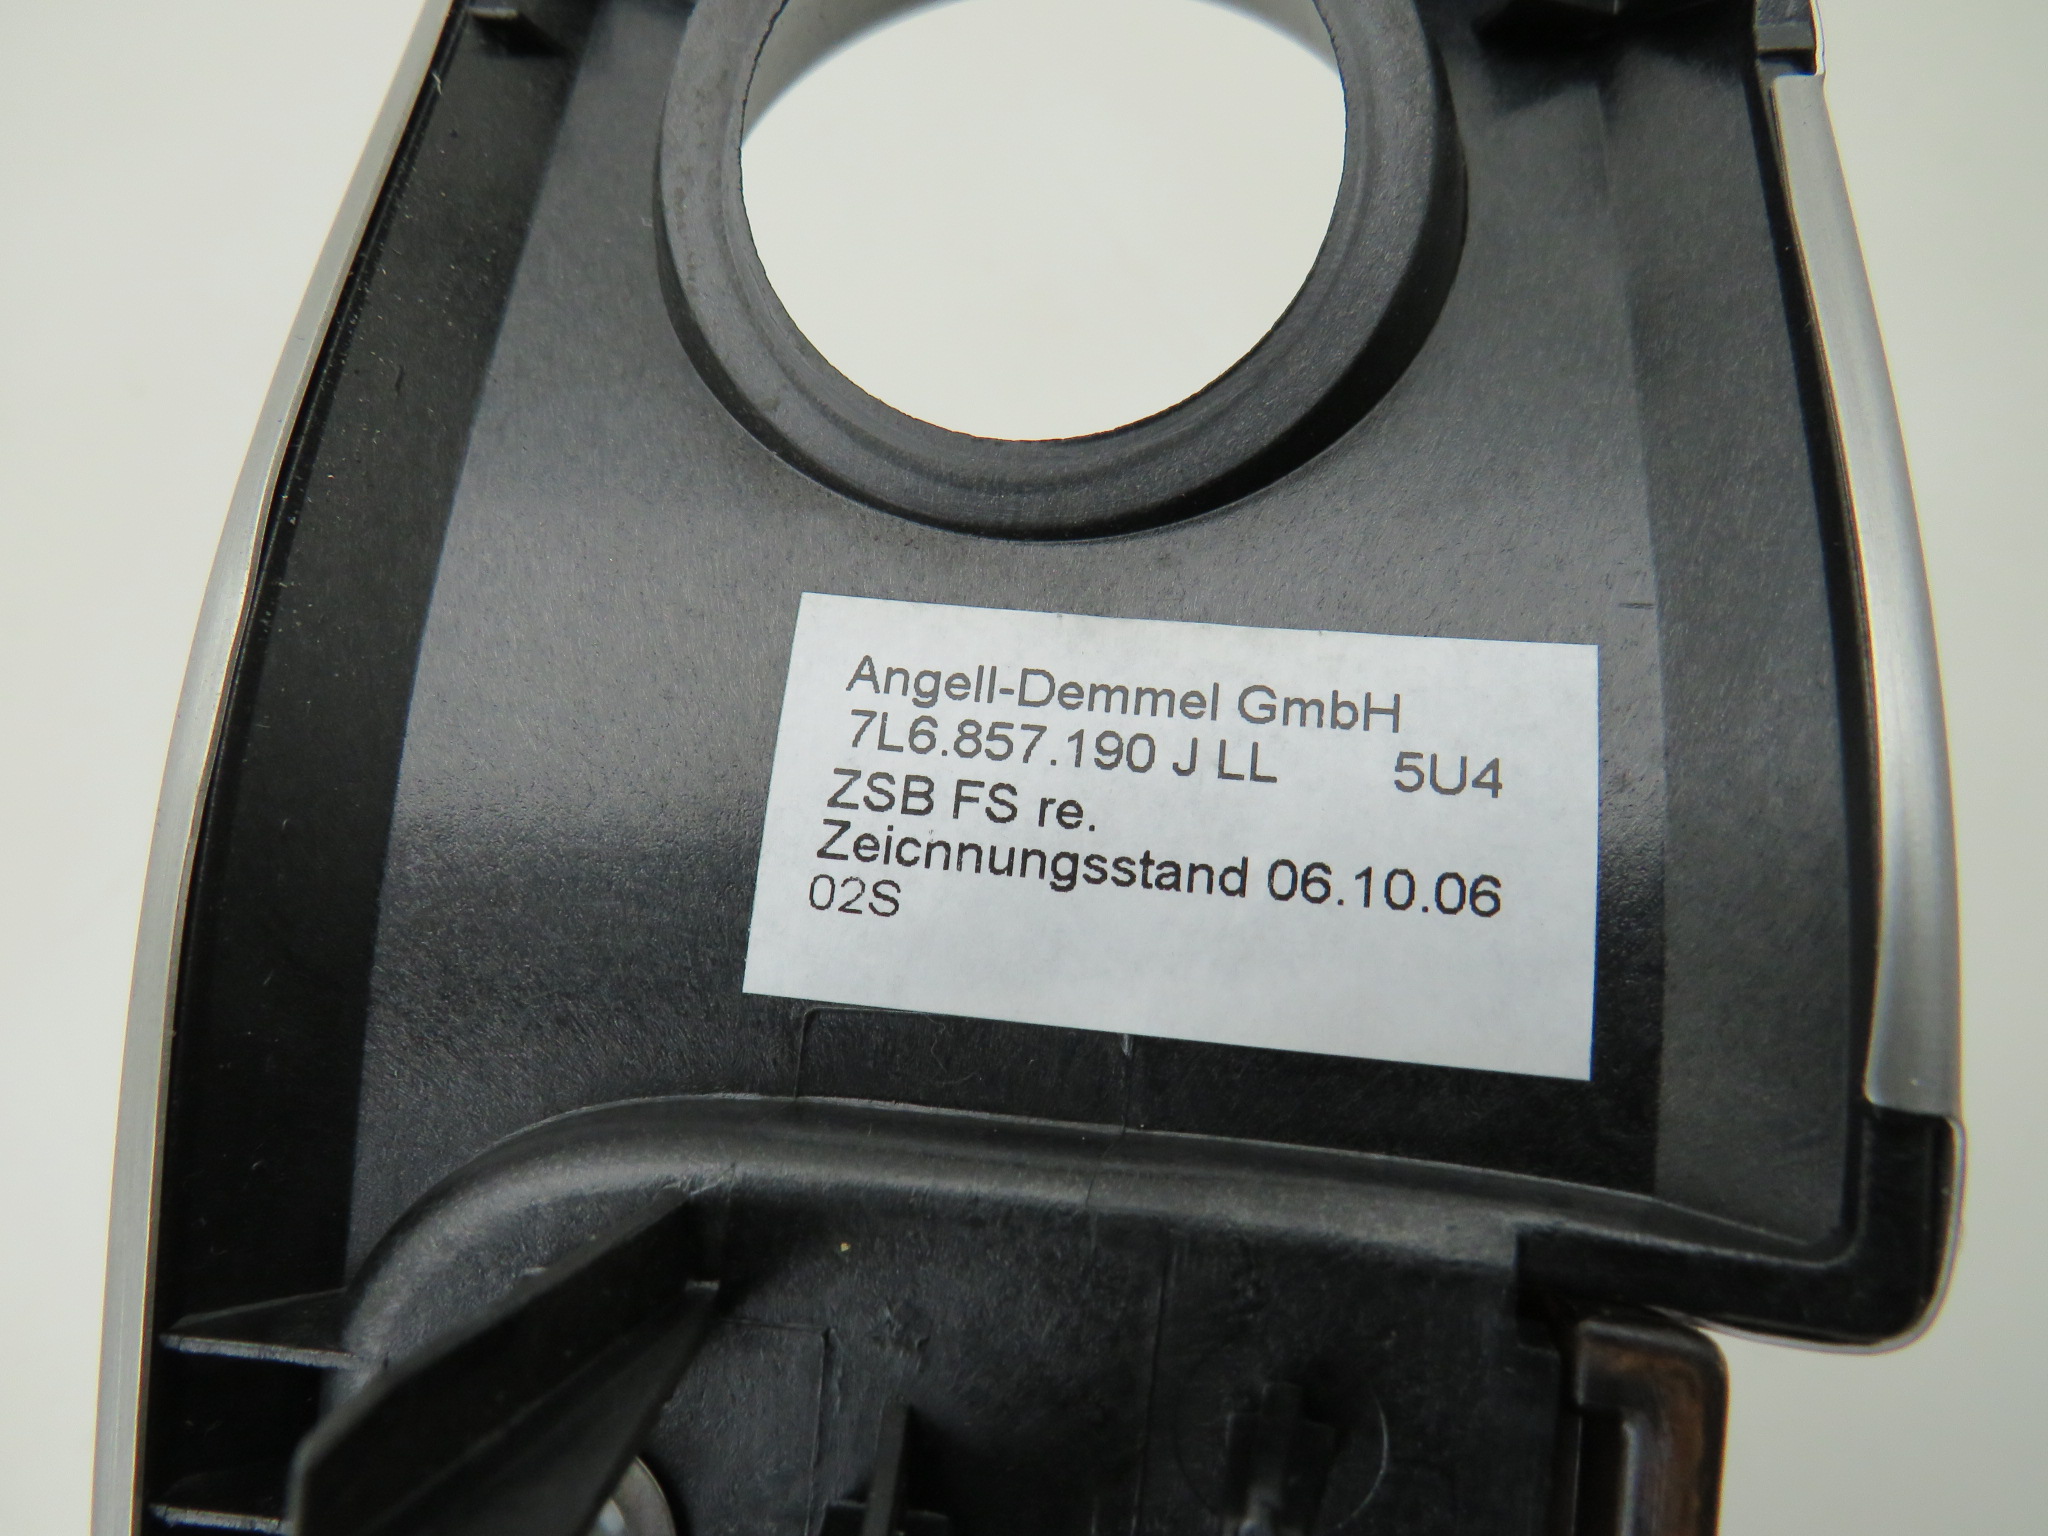 Angell-Demmel GmbH
7L6.857.190 J LL 5U4
ZSB FS re.
Zeicnnungsstand 06.10.06
02S